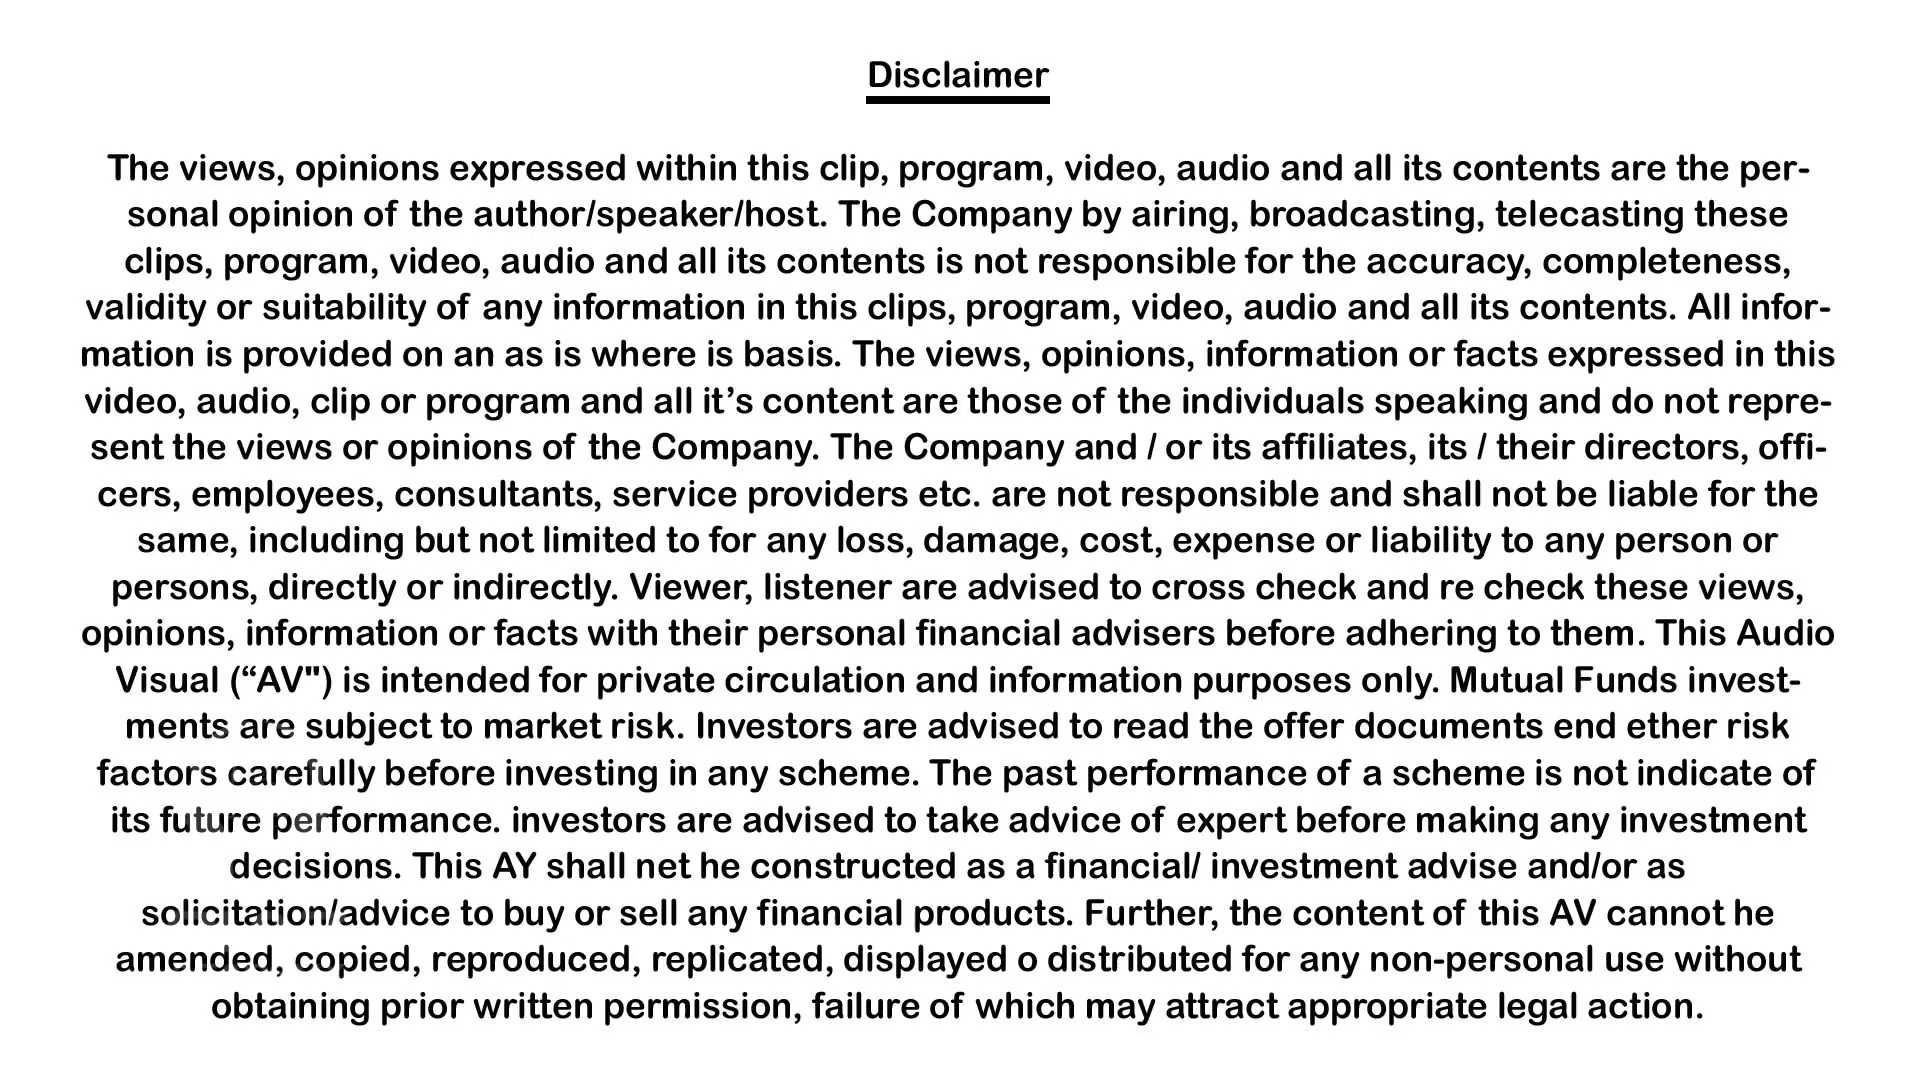 Disclaimer
The views, opinions expressed within this clip, program, video, audio and all its contents are the per-
sonal opinion of the author/speaker/host. The Company by airing, broadcasting, telecasting these
clips, program, video, audio and all its contents is not responsible for the accuracy, completeness,
validity or suitability of any information in this clips, program, video, audio and all its contents. All infor-
mation is provided on an as is where is basis. The views, opinions, information or facts expressed in this
video, audio, clip or program and all it’s content are those of the individuals speaking and do not repre-
sent the views or opinions of the Company. The Company and / or its affiliates, its / their directors, offi-
cers, employees, consultants, service providers etc. are not responsible and shall not be liable for the
same, including but not limited to for any loss, damage, cost, expense or liability to any person or
persons, directly or indirectly. Viewer, listener are advised to cross check and re check these views,
opinions, information or facts with their personal financial advisers before adhering to them. This Audio
Visual (“AV") is intended for private circulation and information purposes only. Mutual Funds invest-
ments are subject to market risk. Investors are advised to read the offer documents end ether risk
factors carefully before investing in any scheme. The past performance of a scheme is not indicate of
its future performance. investors are advised to take advice of expert before making any investment
decisions. This AY shall net he constructed as a financial/ investment advise and/or as
solicitation/advice to buy or sell any financial products. Further, the content of this AV cannot he
amended, copied, reproduced, replicated, displayed o distributed for any non-personal use without
obtaining prior written permission, failure of which may attract appropriate legal action.